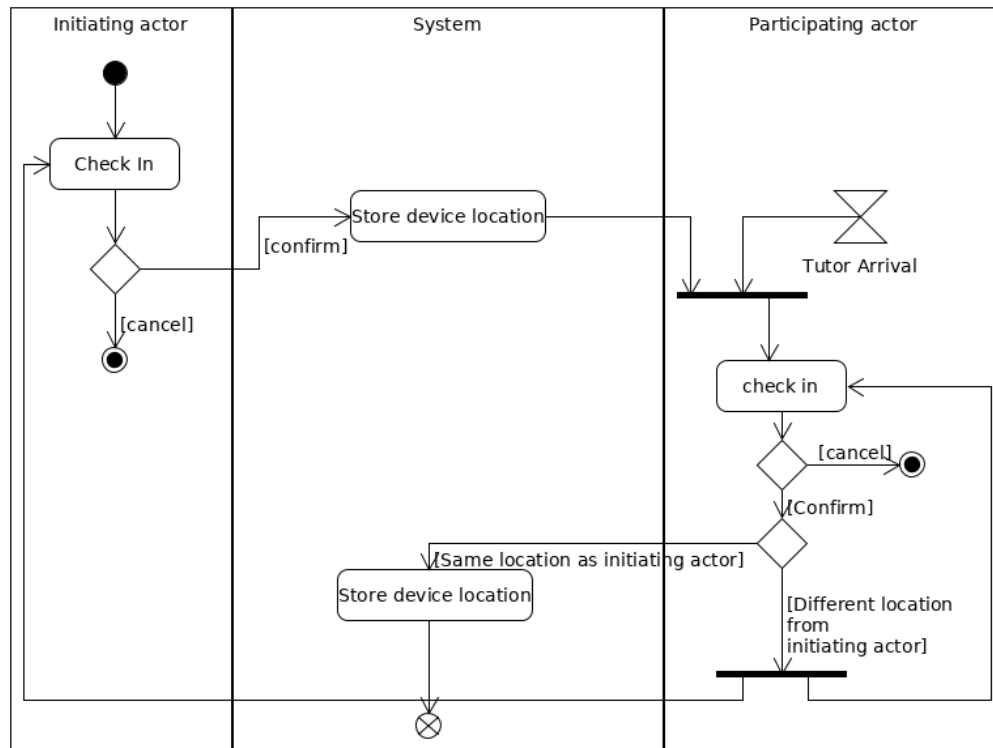 Initiating actor
System
Participating actor
Check In
Store device location
[confirm]
Tutor Arrival
[cancel]
check in
[cancel]
[Confirm]
[Same location as initiating actor]
Store device location
[Different location
from
initiating actor]